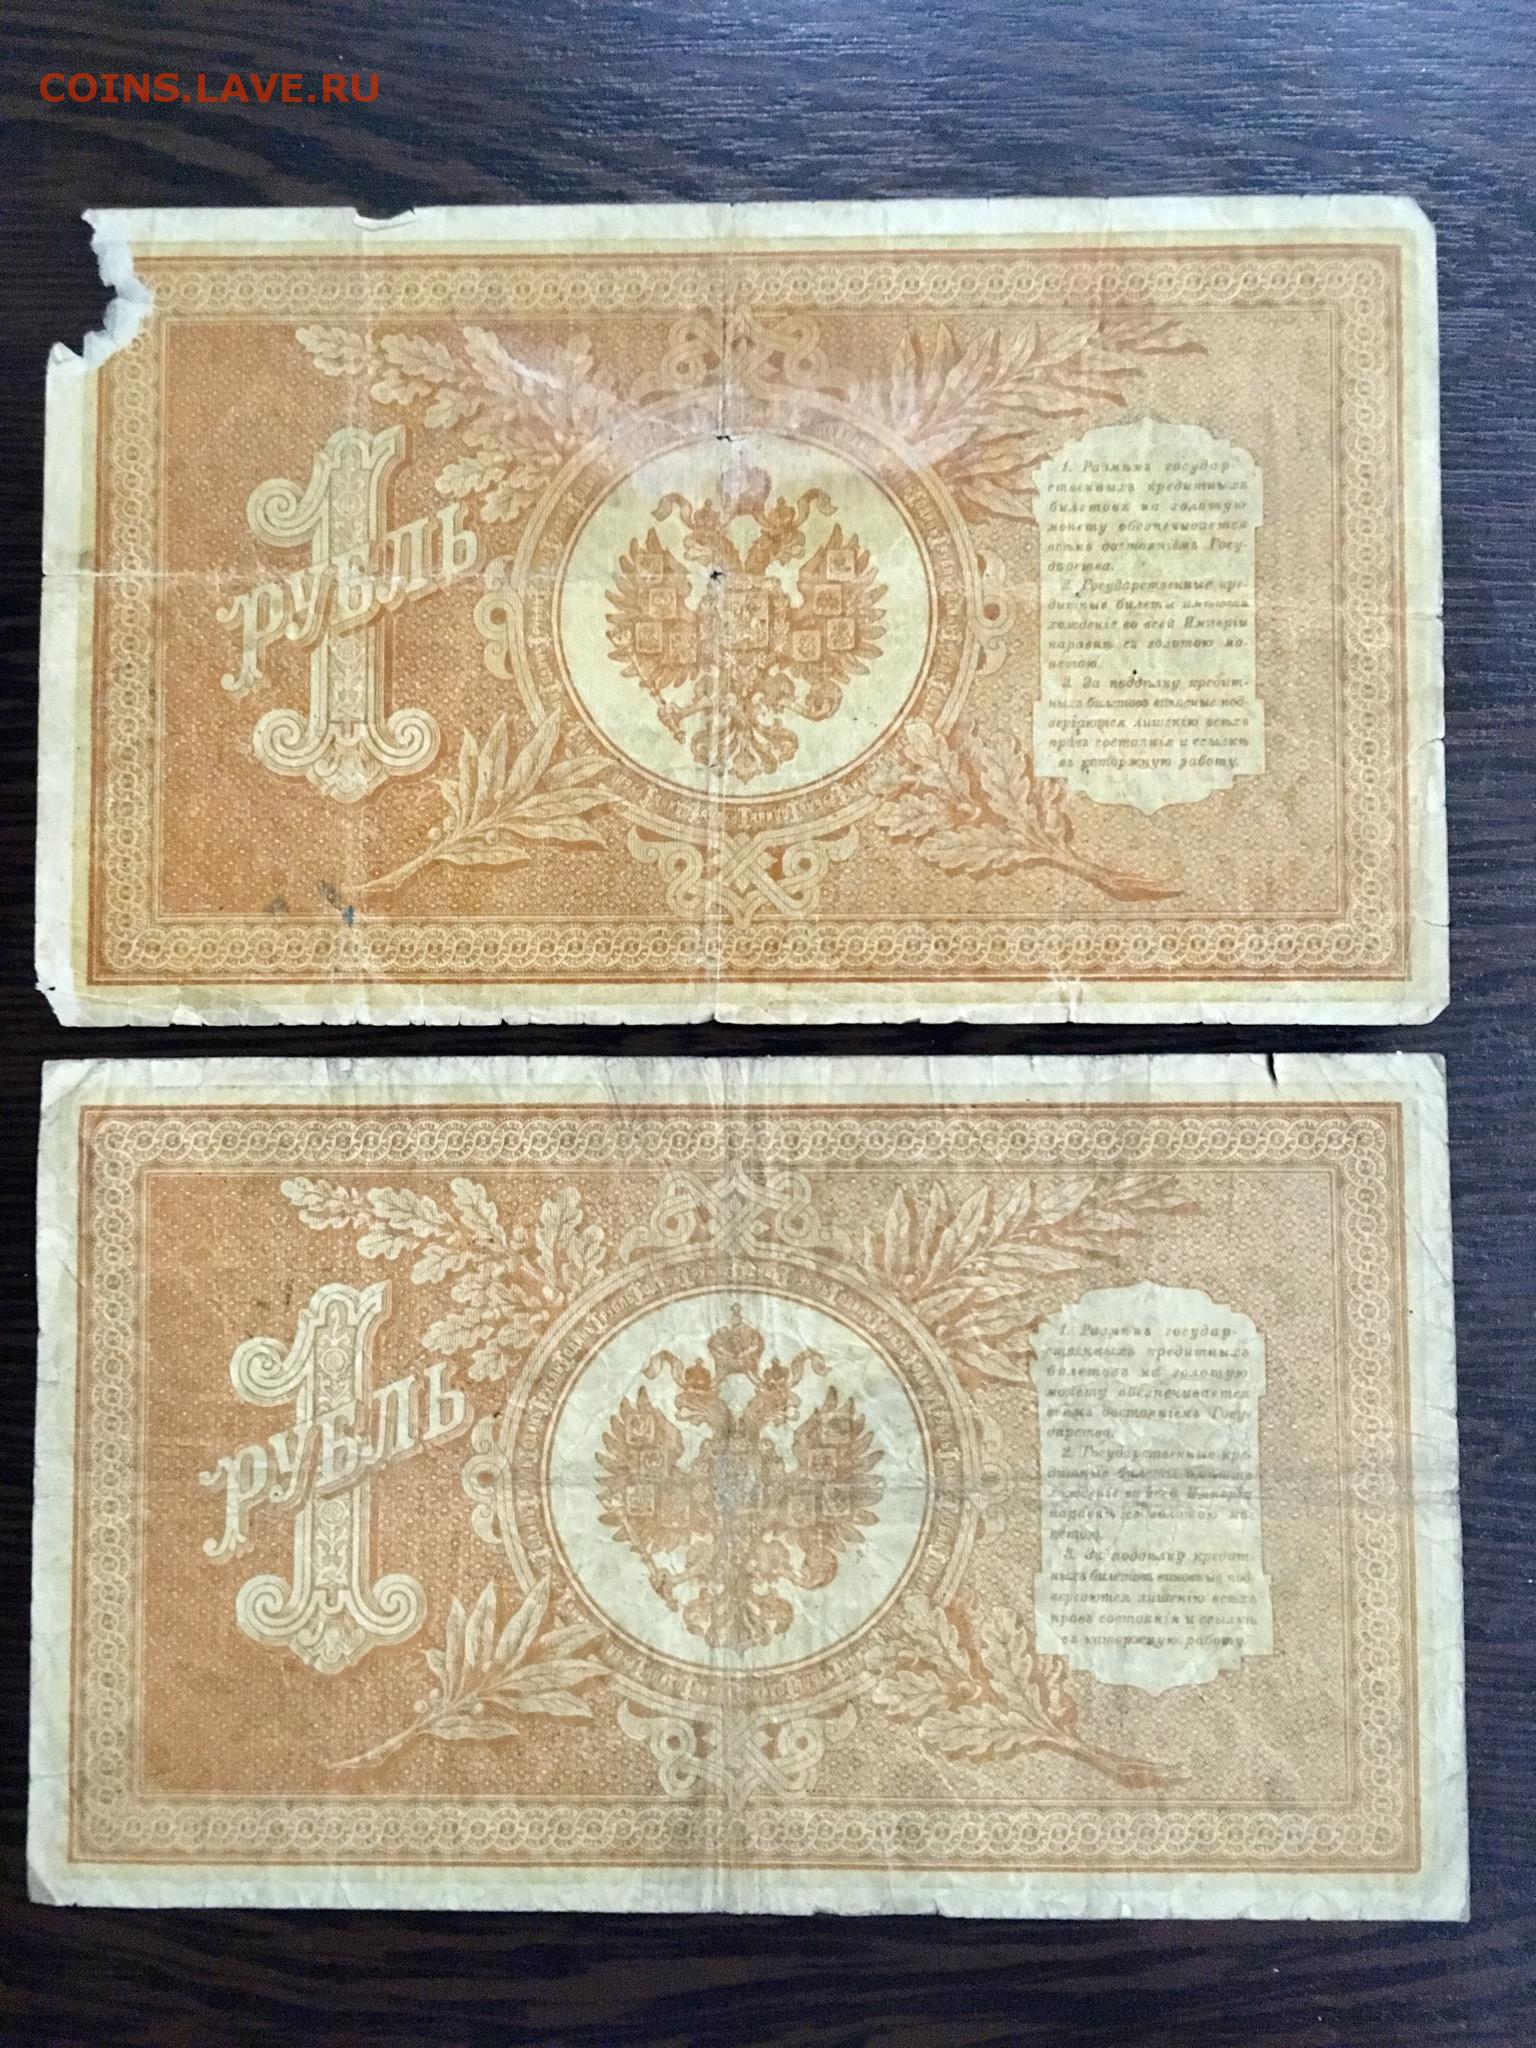 COINS.LAVE.RU
1
РУБЛЬ
1. Размѣнъ государ-
ственныхъ кредитныхъ
билетовъ на золотую
монету обезпечивается
всѣмъ достояніемъ Госу-
дарства.
2. Государственные кре-
дитные билеты имѣютъ
хожденіе во всей Имперіи
наравнѣ съ золотою мо-
нетою.
3. За поддѣлку кредит-
ныхъ билетовъ виновные под-
вергаются лишенію всѣхъ
правъ состоянія и ссылкѣ
въ каторжную работу.
1
РУБЛЬ
1. Размѣнъ государ-
ственныхъ кредитныхъ
билетовъ на золотую
монету обезпечивается
всѣмъ достояніемъ Госу-
дарства.
2. Государственные кре-
дитные билеты имѣютъ
хожденіе во всей Имперіи
наравнѣ съ золотою мо-
нетою.
3. За поддѣлку кредит-
ныхъ билетовъ виновные под-
вергаются лишенію всѣхъ
правъ состоянія и ссылкѣ
въ каторжную работу.